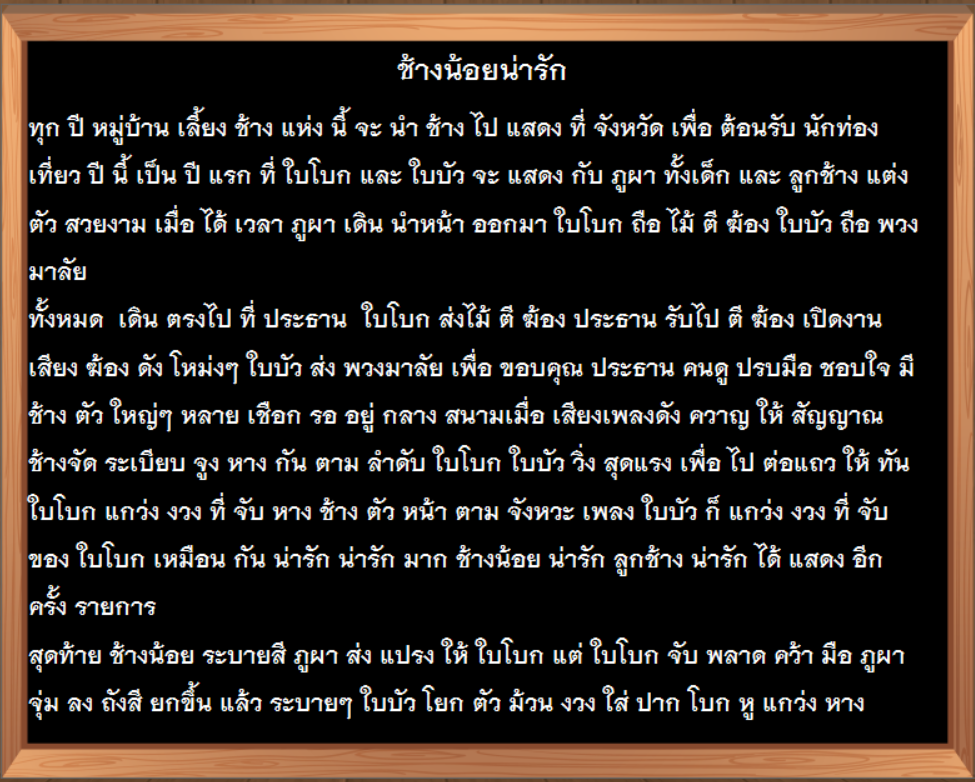 ช้างน้อยน่ารัก
ทุก ปี หมู่บ้าน เลี้ยง ช้าง แห่ง นี้ จะ นำ ช้าง ไป แสดง ที่ จังหวัด เพื่อ ต้อนรับ นักท่อง
เที่ยว ปี นี้ เป็น ปี แรก ที่ ใบโบก และ ใบบัว จะ แสดง กับ ภูผา ทั้งเด็ก และ ลูกช้าง แต่ง
ตัว สวยงาม เมื่อ ได้ เวลา ภูผา เดิน นำหน้า ออกมา ใบโบก ถือ ไม้ ตี ฆ้อง ใบบัว ถือ พวง
มาลัย
ทั้งหมด เดิน ตรงไป ที่ ประธาน ใบโบก ส่งไม้ ตี ฆ้อง ประธาน รับไป ตี ฆ้อง เปิดงาน
เสียง ฆ้อง ดัง โหม่งๆ ใบบัว ส่ง พวงมาลัย เพื่อ ขอบคุณ ประธาน คนดู ปรบมือ ชอบใจ มี
ช้าง ตัว ใหญ่ๆ หลาย เชือก รอ อยู่ กลาง สนามเมื่อ เสียงเพลงดัง ควาญ ให้ สัญญาณ
ช้างจัด ระเบียบ จูง หาง กัน ตาม ลำดับ ใบโบก ใบบัว วิ่ง สุดแรง เพื่อ ไป ต่อแถว ให้ ทัน
ใบโบก แกว่ง งวง ที่ จับ หาง ช้าง ตัว หน้า ตาม จังหวะ เพลง ใบบัว ก็ แกว่ง งวง ที่ จับ
ของ ใบโบก เหมือน กัน น่ารัก น่ารัก มาก ช้างน้อย น่ารัก ลูกช้าง น่ารัก ได้ แสดง อีก
ครั้ง รายการ
สุดท้าย ช้างน้อย ระบายสี ภูผา ส่ง แปรง ให้ ใบโบก แต่ ใบโบก จับ พลาด คว้า มือ ภูผา
จุ่ม ลง ถังสี ยกขึ้น แล้ว ระบายๆ ใบบัว โยก ตัว ม้วน งวง ใส่ ปาก โบก หู แกว่ง หาง